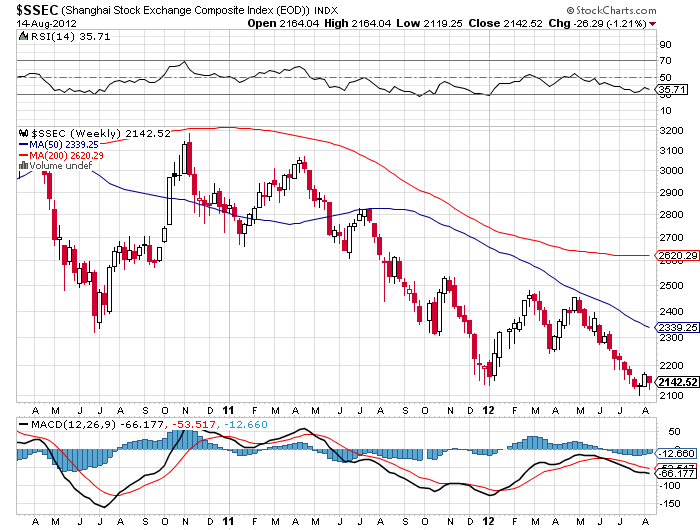 $SSEC (Shanghai Stock Exchange Composite Index (EOD)) INDX © StockCharts.com
14-Aug-2012 Open 2164.04 High 2164.04 Low 2119.25 Close 2142.52 Chg -26.29 (-1.21%)
RSI(14) 35.71
90
70
50
35.71
30
10
$SSEC (Weekly) 2142.52
MA(50) 2339.25
MA(200) 2620.29
Volume undef
3200
3100
3000
2900
2800
2700
2620.29
2600
2500
2400
2339.25
2300
2200
2142.52
2100
A M J J A S O N D 11 F M A M J J A S O N D 12 F M A M J J A
MACD(12,26,9) -66.177, -53.517, -12.660
50
0
-12.660
-53.517
-66.177
-100
-150
A M J J A S O N D 11 F M A M J J A S O N D 12 F M A M J J A